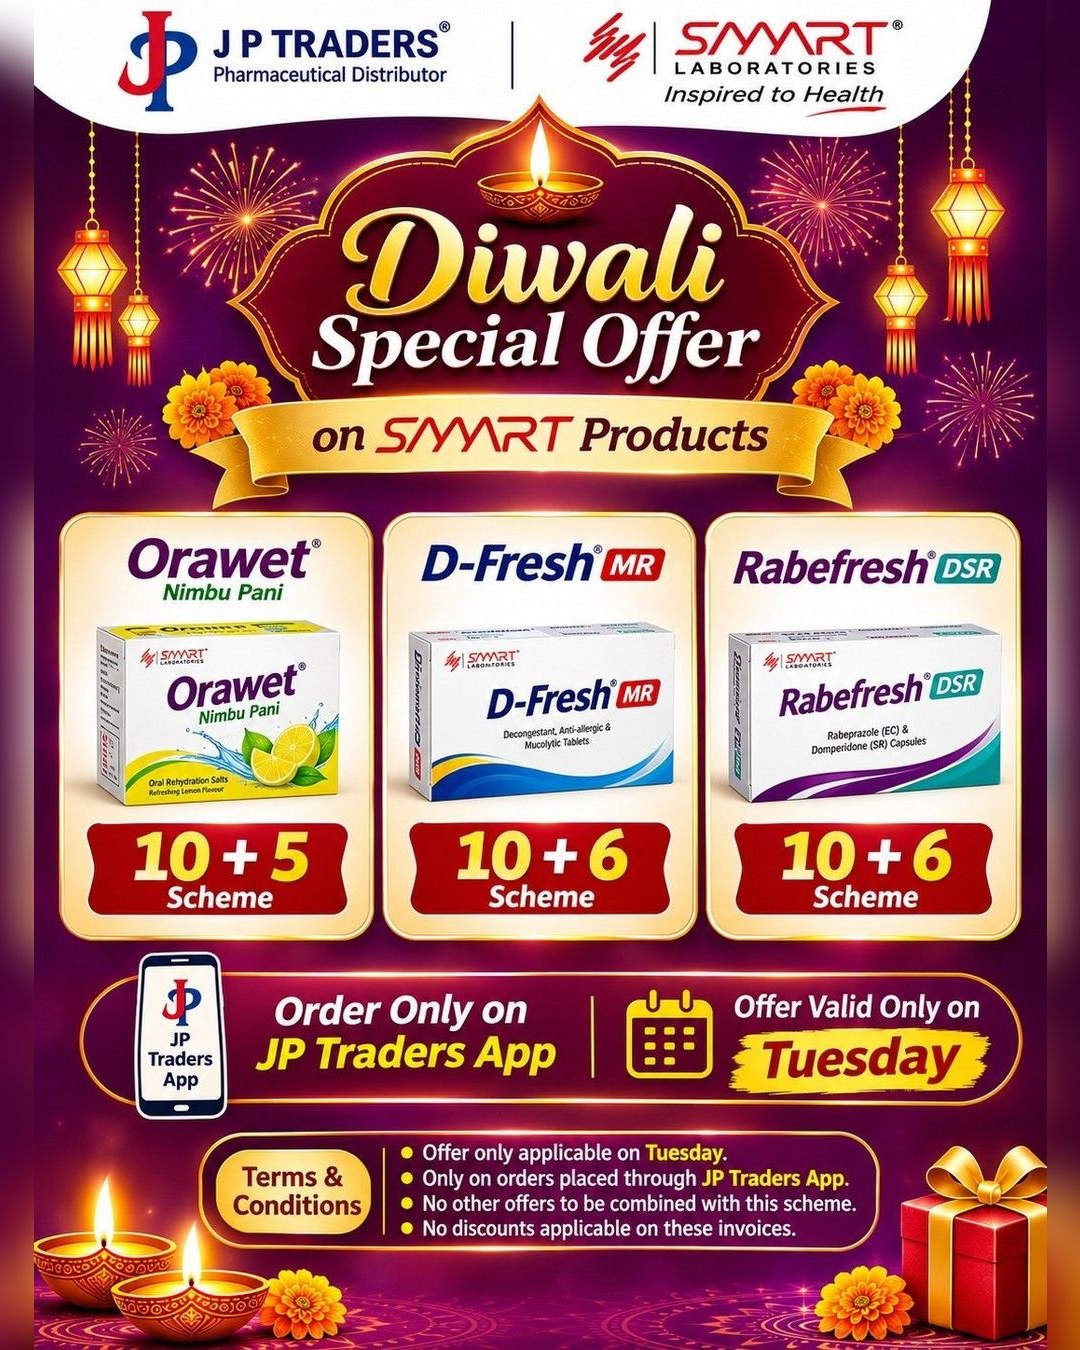 JP
J P TRADERS®
Pharmaceutical Distributor
SMART®
LABORATORIES
Inspired to Health
Diwali
Special Offer
on SMART Products
Orawet®
Nimbu Pani
SMART
LABORATORIES
Orawet®
Nimbu Pani
Oral Rehydration Salts
Refreshing Lemon Flavour
10 + 5
Scheme
D-Fresh® MR
SMART
LABORATORIES
D-Fresh® MR
Decongestant, Anti-allergic &
Mucolytic Tablets
10 + 6
Scheme
Rabefresh® DSR
SMART
LABORATORIES
Rabefresh® DSR
Rabeprazole (EC) &
Domperidone (SR) Capsules
10 + 6
Scheme
JP
JP
Traders
App
Order Only on
JP Traders App
Offer Valid Only on
Tuesday
Terms &
Conditions
Offer only applicable on Tuesday.
Only on orders placed through JP Traders App.
No other offers to be combined with this scheme.
No discounts applicable on these invoices.